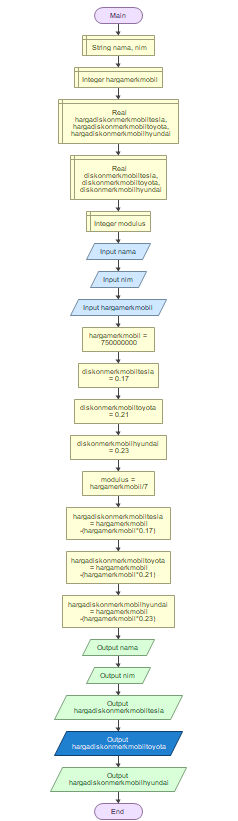 Main
String nama, nim
Integer hargamerkmobil
Real
hargadiskonmerkmobiltesla,
hargadiskonmerkmobiltoyota,
hargadiskonmerkmobilhyundai
Real
diskonmerkmobiltesla,
diskonmerkmobiltoyota,
diskonmerkmobilhyundai
Integer modulus
Input nama
Input nim
Input hargamerkmobil
hargamerkmobil =
750000000
diskonmerkmobiltesla
= 0.17
diskonmerkmobiltoyota
= 0.21
diskonmerkmobilhyundai
= 0.23
modulus =
hargamerkmobil/7
hargadiskonmerkmobiltesla
= hargamerkmobil
-(hargamerkmobil*0.17)
hargadiskonmerkmobiltoyota
= hargamerkmobil
-(hargamerkmobil*0.21)
hargadiskonmerkmobilhyundai
= hargamerkmobil
-(hargamerkmobil*0.23)
Output nama
Output nim
Output
hargadiskonmerkmobiltesla
Output
hargadiskonmerkmobiltoyota
Output
hargadiskonmerkmobilhyundai
End